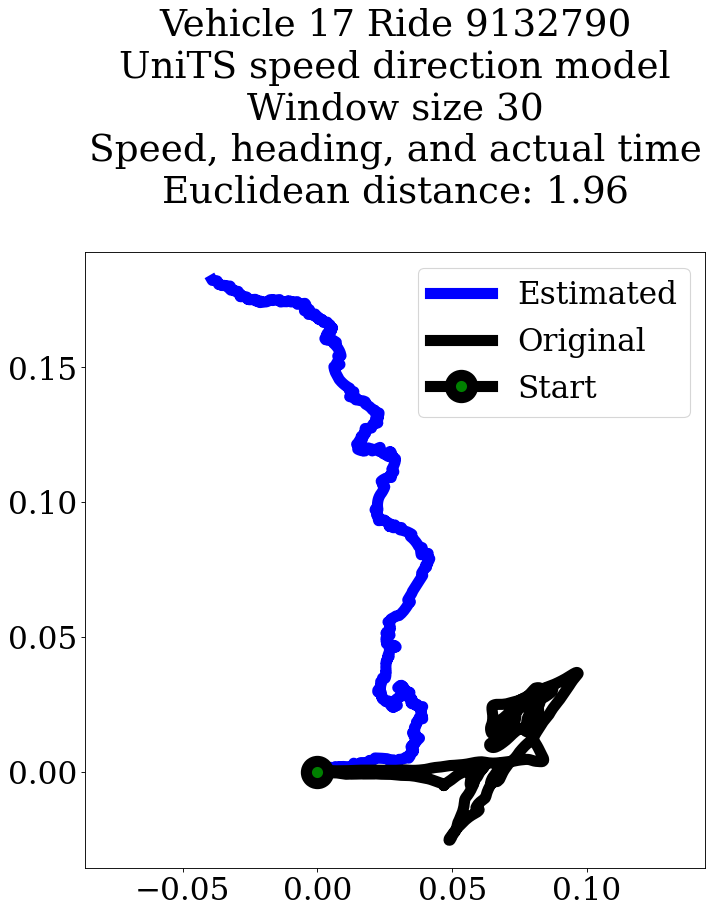 Vehicle 17 Ride 9132790
UniTS speed direction model
Window size 30
Speed, heading, and actual time
Euclidean distance: 1.96
Estimated
Original
Start
0.15
0.10
0.05
0.00
−0.05
0.00
0.05
0.10